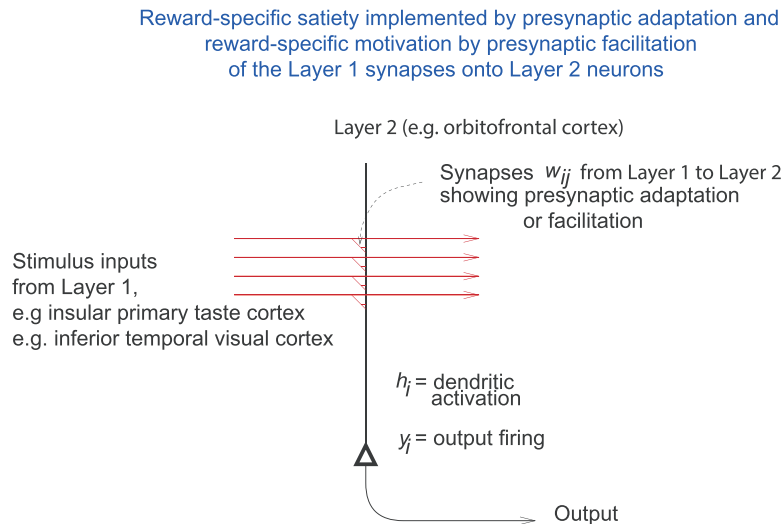 Reward-specific satiety implemented by presynaptic adaptation and
reward-specific motivation by presynaptic facilitation
of the Layer 1 synapses onto Layer 2 neurons
Layer 2 (e.g. orbitofrontal cortex)
Synapses wij from Layer 1 to Layer 2
showing presynaptic adaptation
or facilitation
Stimulus inputs
from Layer 1,
e.g insular primary taste cortex
e.g. inferior temporal visual cortex
hi = dendritic
activation
yi = output firing
Output